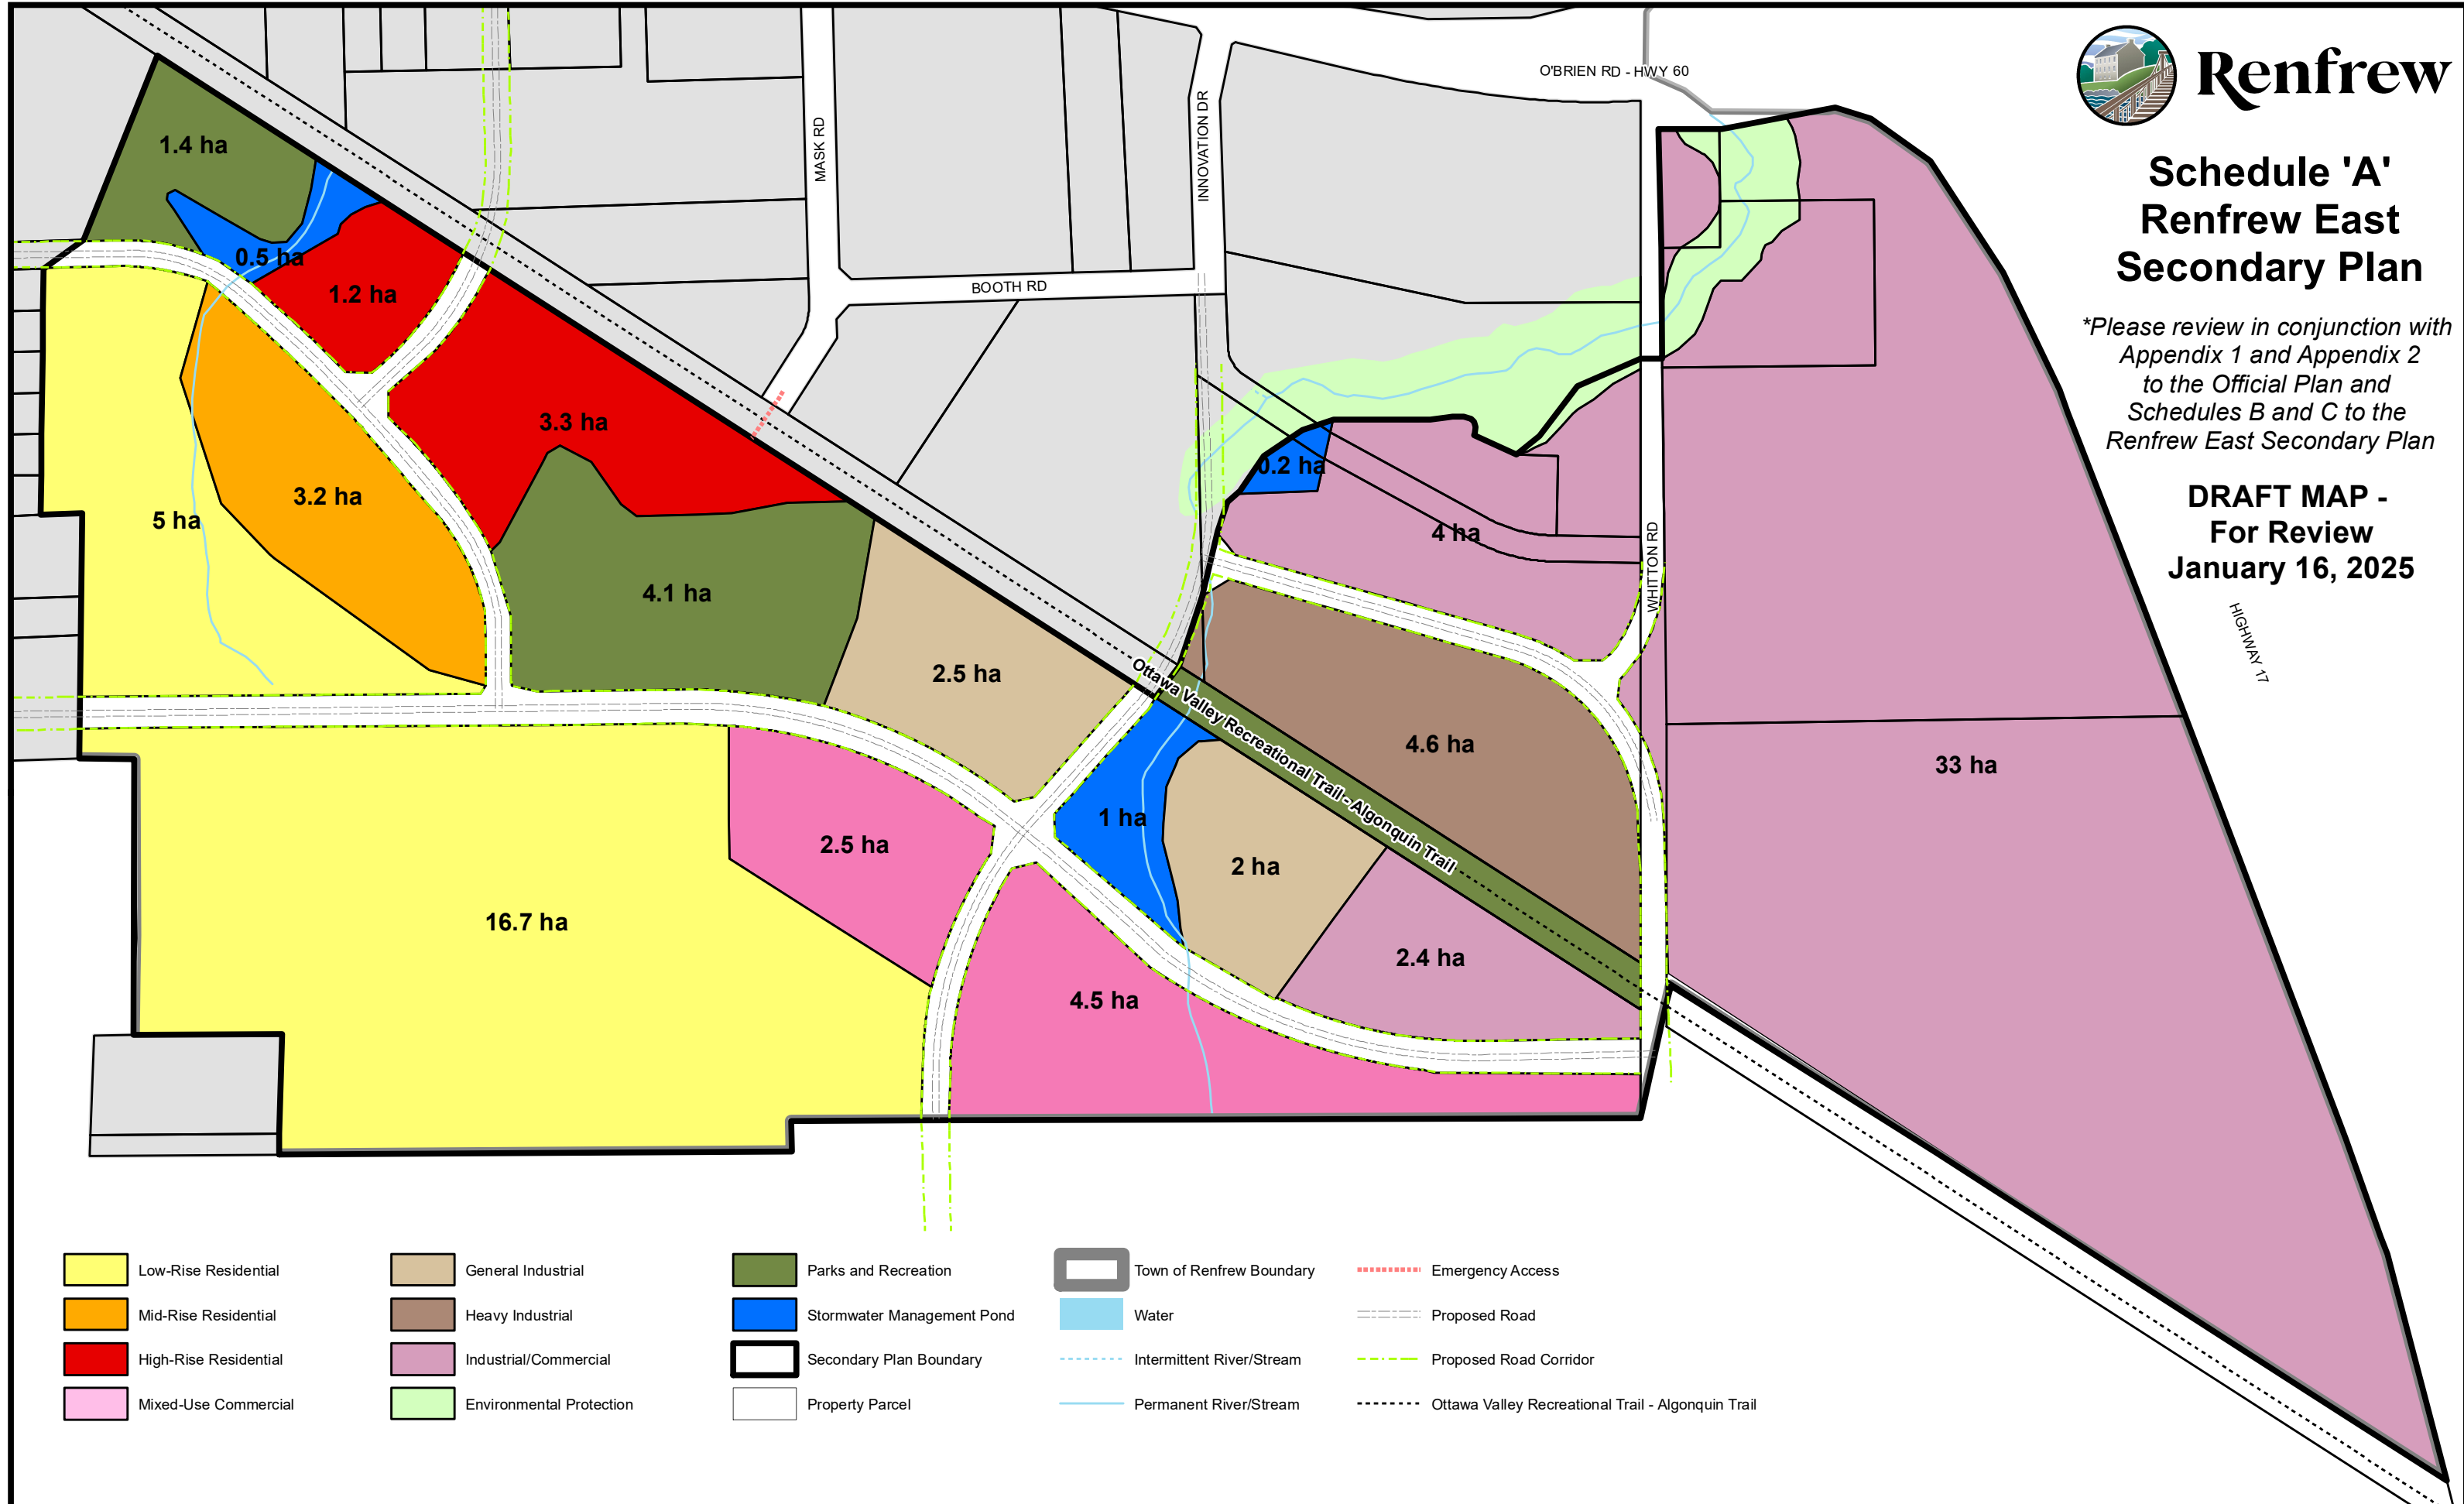 Renfrew
Schedule 'A'
Renfrew East
Secondary Plan
*Please review in conjunction with
Appendix 1 and Appendix 2
to the Official Plan and
Schedules B and C to the
Renfrew East Secondary Plan
DRAFT MAP -
For Review
January 16, 2025
O'BRIEN RD - HWY 60
MASK RD
INNOVATION DR
BOOTH RD
WHITTON RD
HIGHWAY 17
1.4 ha
0.5 ha
1.2 ha
3.3 ha
3.2 ha
5 ha
4.1 ha
2.5 ha
0.2 ha
4 ha
4.6 ha
33 ha
Ottawa Valley Recreational Trail - Algonquin Trail
1 ha
2.5 ha
2 ha
16.7 ha
2.4 ha
4.5 ha
Low-Rise Residential
Mid-Rise Residential
High-Rise Residential
Mixed-Use Commercial
General Industrial
Heavy Industrial
Industrial/Commercial
Environmental Protection
Parks and Recreation
Stormwater Management Pond
Secondary Plan Boundary
Property Parcel
Town of Renfrew Boundary
Water
Intermittent River/Stream
Permanent River/Stream
Emergency Access
Proposed Road
Proposed Road Corridor
Ottawa Valley Recreational Trail - Algonquin Trail